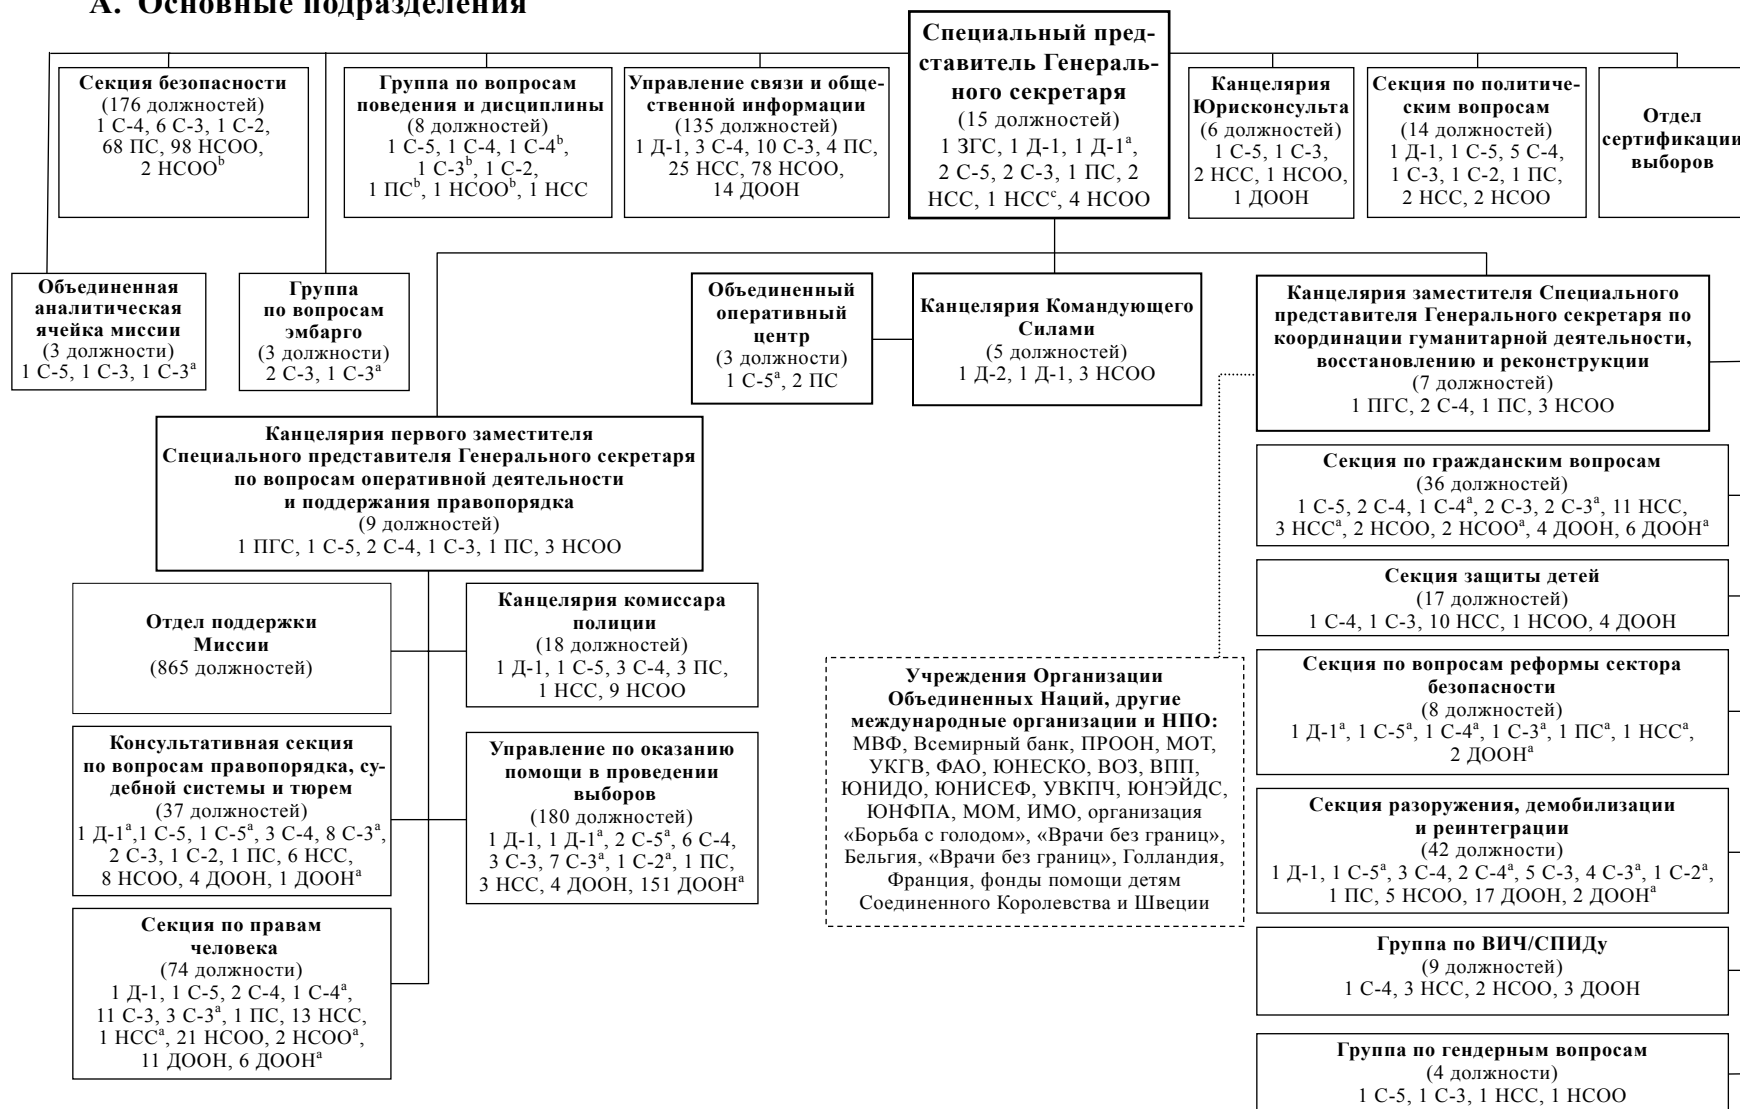 А. Основные подразделения
Специальный пред-
ставитель Генераль-
ного секретаря
(15 должностей)
1 ЗГС, 1 Д-1, 1 Д-1ᵃ,
2 С-5, 2 С-3, 1 ПС, 2
НСС, 1 НССᶜ, 4 НСОО
Секция безопасности
(176 должностей)
1 С-4, 6 С-3, 1 С-2,
68 ПС, 98 НСОО,
2 НСООᵇ
Группа по вопросам
поведения и дисциплины
(8 должностей)
1 С-5, 1 С-4, 1 С-4ᵇ,
1 С-3ᵇ, 1 С-2,
1 ПСᵇ, 1 НСООᵇ, 1 НСС
Управление связи и обще-
ственной информации
(135 должностей)
1 Д-1, 3 С-4, 10 С-3, 4 ПС,
25 НСС, 78 НСОО,
14 ДООН
Канцелярия
Юрисконсульта
(6 должностей)
1 С-5, 1 С-3,
2 НСС, 1 НСОО,
1 ДООН
Секция по политиче-
ским вопросам
(14 должностей)
1 Д-1, 1 С-5, 5 С-4,
1 С-3, 1 С-2, 1 ПС,
2 НСС, 2 НСОО
Отдел
сертификации
выборов
Объединенная
аналитическая
ячейка миссии
(3 должности)
1 С-5, 1 С-3, 1 С-3ᵃ
Группа
по вопросам
эмбарго
(3 должности)
2 С-3, 1 С-3ᵃ
Объединенный
оперативный
центр
(3 должности)
1 С-5ᵃ, 2 ПС
Канцелярия Командующего
Силами
(5 должностей)
1 Д-2, 1 Д-1, 3 НСОО
Канцелярия заместителя Специального
представителя Генерального секретаря по
координации гуманитарной деятельности,
восстановлению и реконструкции
(7 должностей)
1 ПГС, 2 С-4, 1 ПС, 3 НСОО
Канцелярия первого заместителя
Специального представителя Генерального секретаря
по вопросам оперативной деятельности
и поддержания правопорядка
(9 должностей)
1 ПГС, 1 С-5, 2 С-4, 1 С-3, 1 ПС, 3 НСОО
Отдел поддержки
Миссии
(865 должностей)
Канцелярия комиссара
полиции
(18 должностей)
1 Д-1, 1 С-5, 3 С-4, 3 ПС,
1 НСС, 9 НСОО
Консультативная секция
по вопросам правопорядка, су-
дебной системы и тюрем
(37 должностей)
1 Д-1ᵃ,1 С-5, 1 С-5ᵃ, 3 С-4, 8 С-3ᵃ,
2 С-3, 1 С-2, 1 ПС, 6 НСС,
8 НСОО, 4 ДООН, 1 ДООНᵃ
Управление по оказанию
помощи в проведении
выборов
(180 должностей)
1 Д-1, 1 Д-1ᵃ, 2 С-5ᵃ, 6 С-4,
3 С-3, 7 С-3ᵃ, 1 С-2ᵃ, 1 ПС,
3 НСС, 4 ДООН, 151 ДООНᵃ
Секция по правам
человека
(74 должности)
1 Д-1, 1 С-5, 2 С-4, 1 С-4ᵃ,
11 С-3, 3 С-3ᵃ, 1 ПС, 13 НСС,
1 НССᵃ, 21 НСОО, 2 НСООᵃ,
11 ДООН, 6 ДООНᵃ
Учреждения Организации
Объединенных Наций, другие
международные организации и НПО:
МВФ, Всемирный банк, ПРООН, МОТ,
УКГВ, ФАО, ЮНЕСКО, ВОЗ, ВПП,
ЮНИДО, ЮНИСЕФ, УВКПЧ, ЮНЭЙДС,
ЮНФПА, МОМ, ИМО, организация
«Борьба с голодом», «Врачи без границ»,
Бельгия, «Врачи без границ», Голландия,
Франция, фонды помощи детям
Соединенного Королевства и Швеции
Секция по гражданским вопросам
(36 должностей)
1 С-5, 2 С-4, 1 С-4ᵃ, 2 С-3, 2 С-3ᵃ, 11 НСС,
3 НССᵃ, 2 НСОО, 2 НСООᵃ, 4 ДООН, 6 ДООНᵃ
Секция защиты детей
(17 должностей)
1 С-4, 1 С-3, 10 НСС, 1 НСОО, 4 ДООН
Секция по вопросам реформы сектора
безопасности
(8 должностей)
1 Д-1ᵃ, 1 С-5ᵃ, 1 С-4ᵃ, 1 С-3ᵃ, 1 ПСᵃ, 1 НССᵃ,
2 ДООНᵃ
Секция разоружения, демобилизации
и реинтеграции
(42 должности)
1 Д-1, 1 С-5ᵃ, 3 С-4, 2 С-4ᵃ, 5 С-3, 4 С-3ᵃ, 1 С-2ᵃ,
1 ПС, 5 НСОО, 17 ДООН, 2 ДООНᵃ
Группа по ВИЧ/СПИДу
(9 должностей)
1 С-4, 3 НСС, 2 НСОО, 3 ДООН
Группа по гендерным вопросам
(4 должности)
1 С-5, 1 С-3, 1 НСС, 1 НСОО